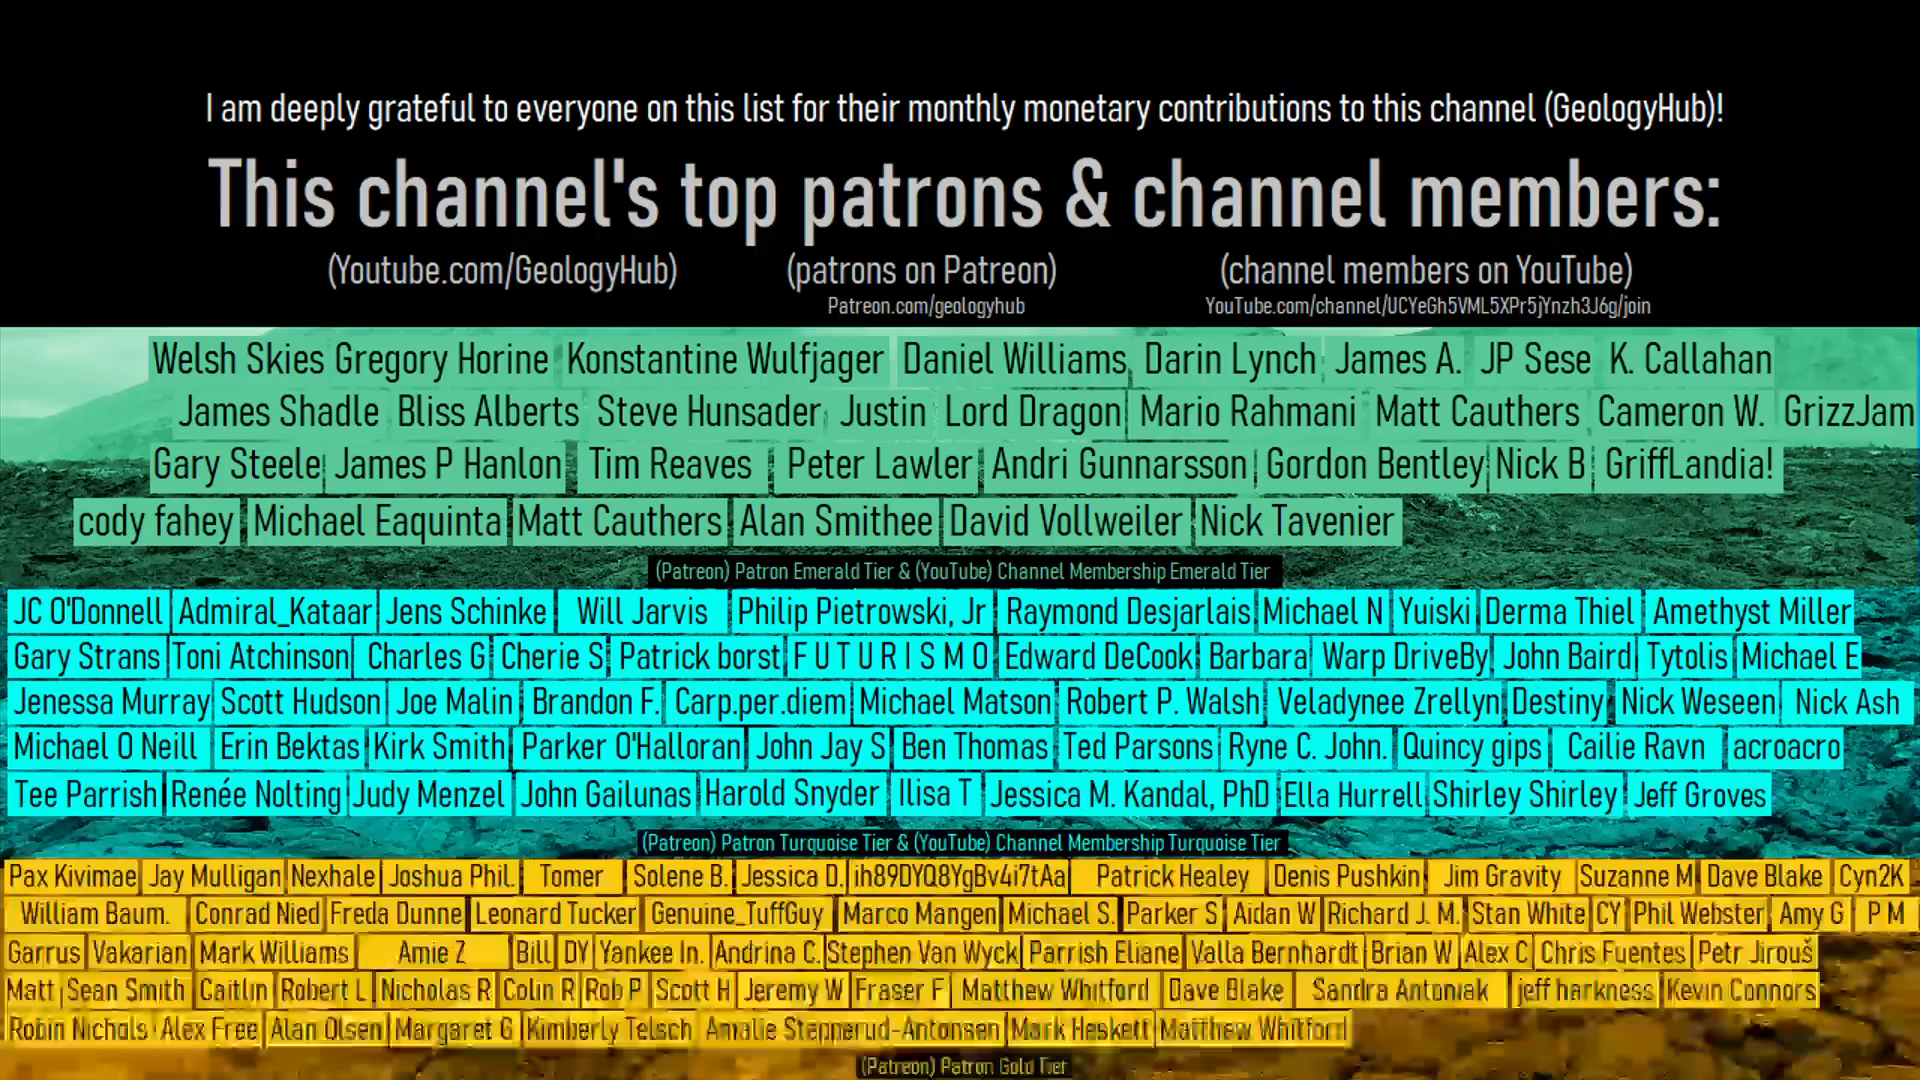 I am deeply grateful to everyone on this list for their monthly monetary contributions to this channel (GeologyHub)!
This channel's top patrons & channel members:
(Youtube.com/GeologyHub) (patrons on Patreon) (channel members on YouTube)
Patreon.com/geologyhub YouTube.com/channel/UCYeGh5VML5XPr5jYnzh3J6g/join
Welsh Skies Gregory Horine Konstantine Wulfjager Daniel Williams Darin Lynch James A. JP Sese K. Callahan
James Shadle Bliss Alberts Steve Hunsader Justin Lord Dragon Mario Rahmani Matt Cauthers Cameron W. GrizzJam
Gary Steele James P Hanlon Tim Reaves Peter Lawler Andri Gunnarsson Gordon Bentley Nick B GriffLandia!
cody fahey Michael Eaquinta Matt Cauthers Alan Smithee David Vollweiler Nick Tavenier
(Patreon) Patron Emerald Tier & (YouTube) Channel Membership Emerald Tier
JC O'Donnell Admiral_Kataar Jens Schinke Will Jarvis Philip Pietrowski, Jr Raymond Desjarlais Michael N Yuiski Derma Thiel Amethyst Miller
Gary Strans Toni Atchinson Charles G Cherie S Patrick borst F U T U R I S M O Edward DeCook Barbara Warp DriveBy John Baird Tytolis Michael E
Jenessa Murray Scott Hudson Joe Malin Brandon F. Carp.per.diem Michael Matson Robert P. Walsh Veladynee Zrellyn Destiny Nick Weseen Nick Ash
Michael O Neill Erin Bektas Kirk Smith Parker O'Halloran John Jay S Ben Thomas Ted Parsons Ryne C. John. Quincy gips Cailie Ravn acroacro
Tee Parrish Renée Nolting Judy Menzel John Gailunas Harold Snyder Ilisa T Jessica M. Kandal, PhD Ella Hurrell Shirley Shirley Jeff Groves
(Patreon) Patron Turquoise Tier & (YouTube) Channel Membership Turquoise Tier
Pax Kivimae Jay Mulligan Nexhale Joshua Phil. Tomer Solene B. Jessica D. ih89DYQ8YgBv4i7tAa Patrick Healey Denis Pushkin Jim Gravity Suzanne M Dave Blake Cyn2K
William Baum. Conrad Nied Freda Dunne Leonard Tucker Genuine_TuffGuy Marco Mangen Michael S. Parker S Aidan W Richard J. M. Stan White CY Phil Webster Amy G P M
Garrus Vakarian Mark Williams Amie Z Bill DY Yankee In. Andrina C. Stephen Van Wyck Parrish Eliane Valla Bernhardt Brian W Alex C Chris Fuentes Petr Jirouš
Matt Sean Smith Caitlin Robert L Nicholas R Colin R Rob P Scott H Jeremy W Fraser F Matthew Whitford Dave Blake Sandra Antoniak jeff harkness Kevin Connors
Robin Nichols Alex Free Alan Olsen Margaret G Kimberly Telsch Amalie Stepperud-Antonsen Mark Heskett Matthew Whitford
(Patreon) Patron Gold Tier